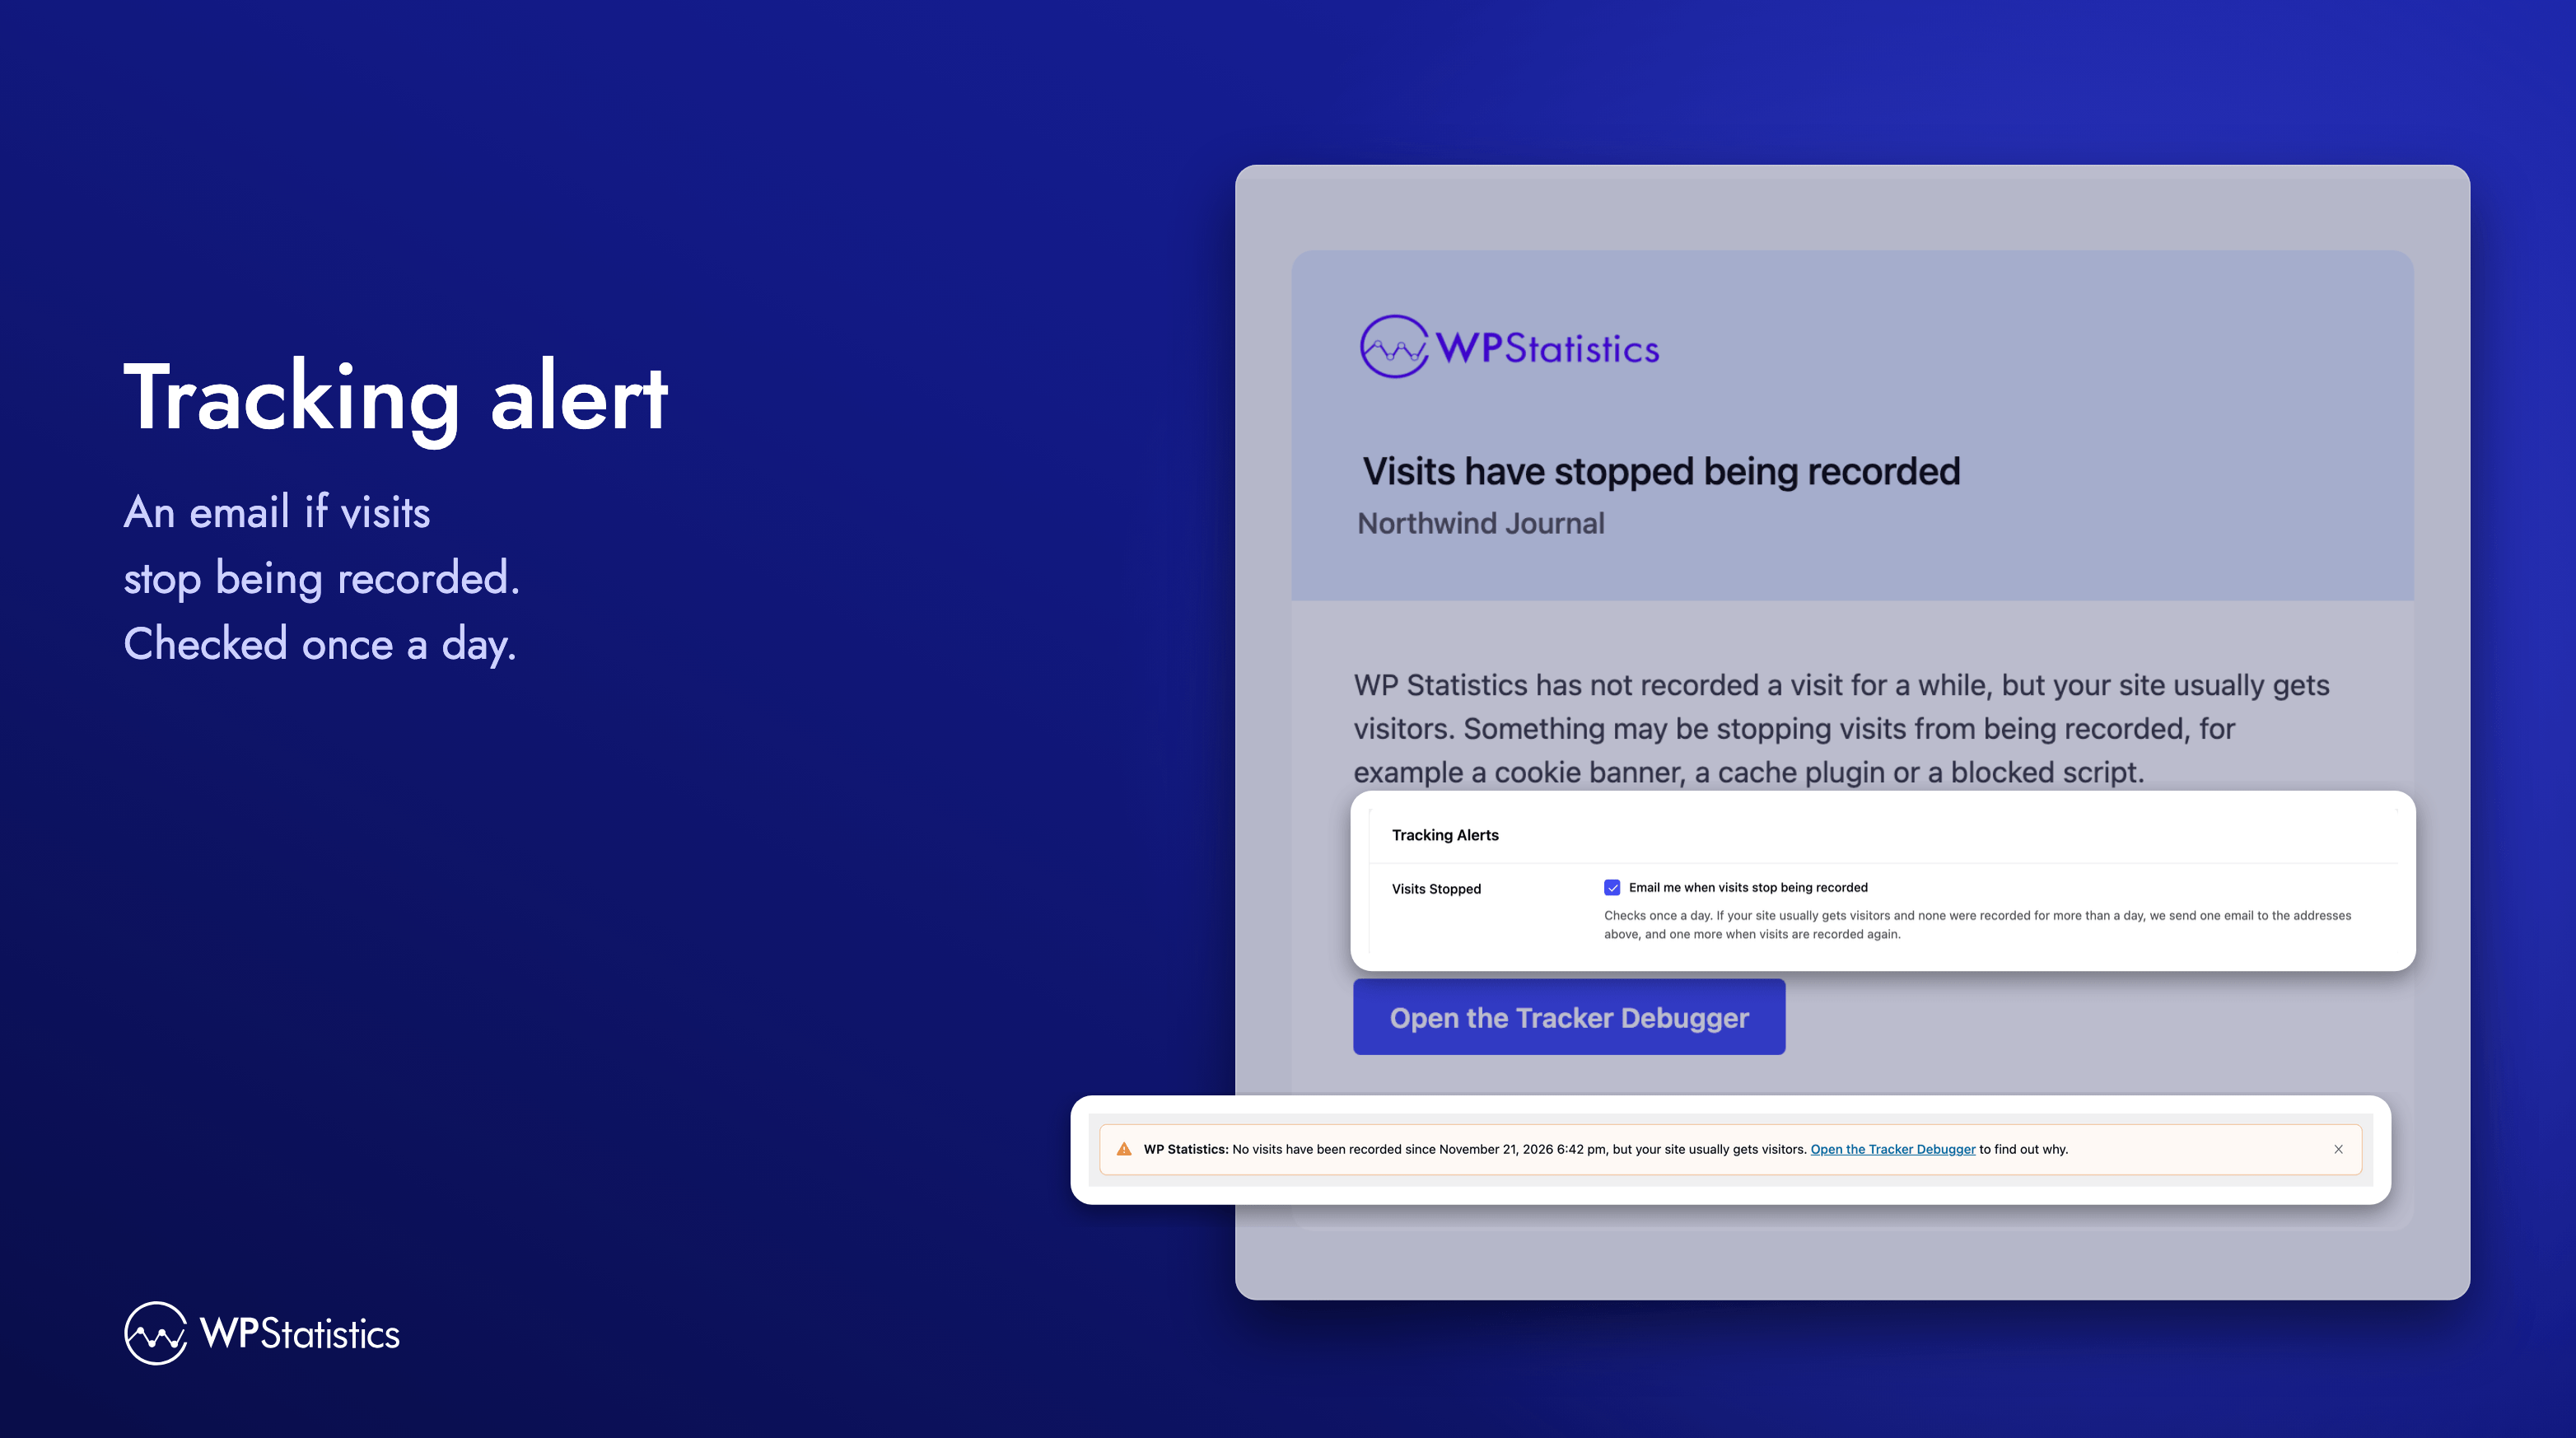 Tracking alert
An email if visits
stop being recorded.
Checked once a day.
WPStatistics
WPStatistics
Visits have stopped being recorded
Northwind Journal
WP Statistics has not recorded a visit for a while, but your site usually gets
visitors. Something may be stopping visits from being recorded, for
example a cookie banner, a cache plugin or a blocked script.
Tracking Alerts
Visits Stopped
Email me when visits stop being recorded
Checks once a day. If your site usually gets visitors and none were recorded for more than a day, we send one email to the addresses
above, and one more when visits are recorded again.
Open the Tracker Debugger
WP Statistics: No visits have been recorded since November 21, 2026 6:42 pm, but your site usually gets visitors. Open the Tracker Debugger to find out why.